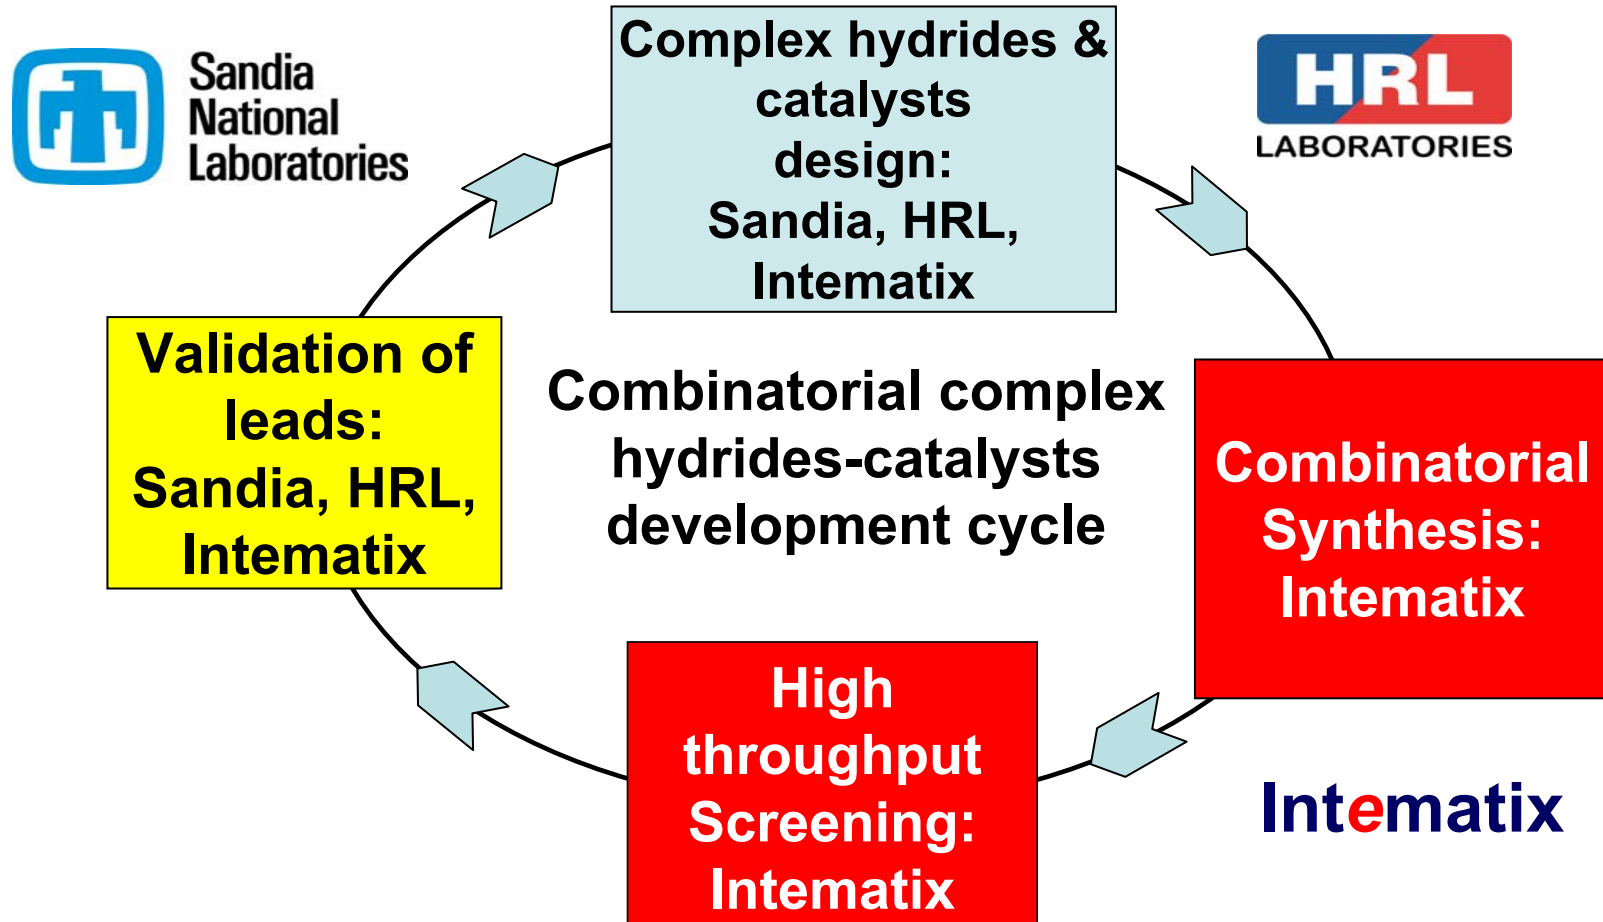 Sandia
National
Laboratories
Complex hydrides &
catalysts
design:
Sandia, HRL,
Intematix
HRL
LABORATORIES
Validation of
leads:
Sandia, HRL,
Intematix
Combinatorial complex
hydrides-catalysts
development cycle
Combinatorial
Synthesis:
Intematix
High
throughput
Screening:
Intematix
Intematix